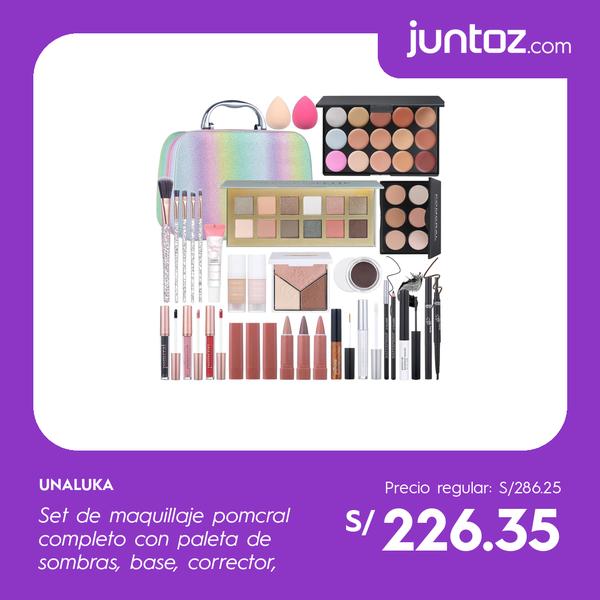 juntoz.com
UNALUKA
Set de maquillaje pomcral
completo con paleta de
sombras, base, corrector,
Precio regular: S/286.25
S/226.35